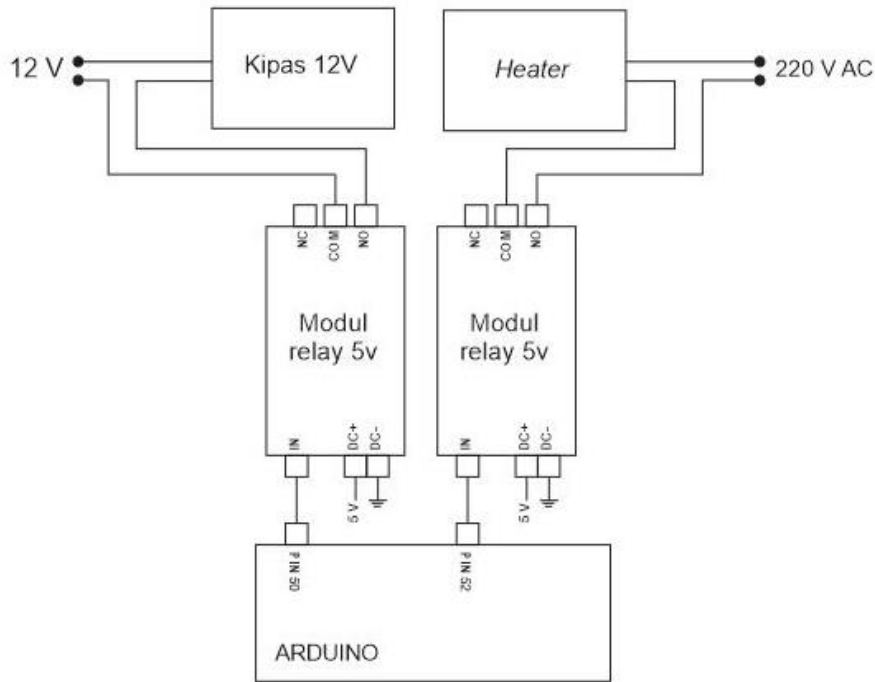 12 V
Kipas 12V
Heater
220 V AC
NC
COM
NO
NC
COM
NO
Modul
relay 5v
Modul
relay 5v
IN
DC+
DC-
IN
DC+
DC-
5 V
5 V
PIN 50
PIN 52
ARDUINO